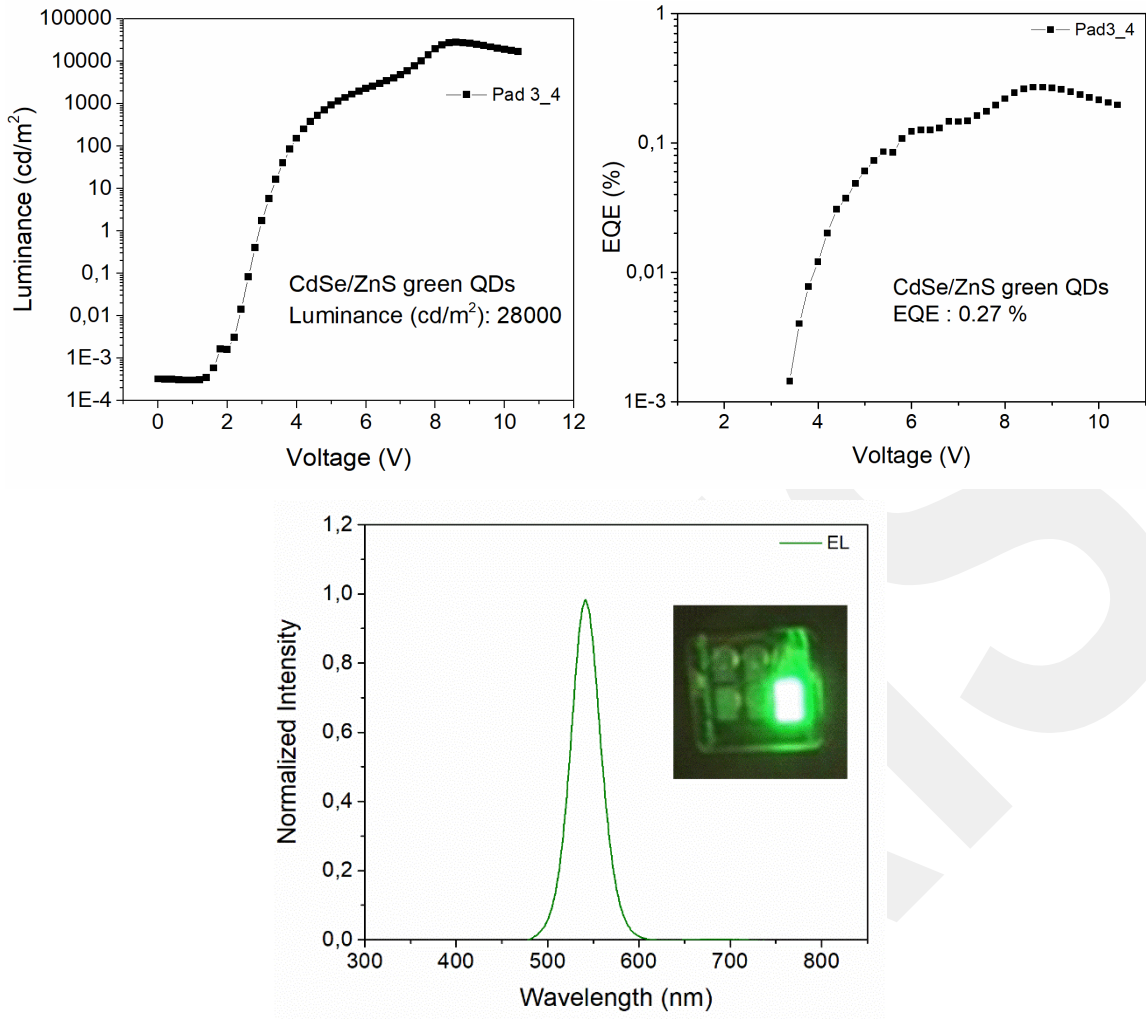 100000
10000
1000
100
10
1
0,1
0,01
1E-3
1E-4
Luminance (cd/m²)
Pad 3_4
CdSe/ZnS green QDs
Luminance (cd/m²): 28000
0 2 4 6 8 10 12
Voltage (V)
1
0,1
0,01
1E-3
EQE (%)
Pad3_4
CdSe/ZnS green QDs
EQE : 0.27 %
2 4 6 8 10
Voltage (V)
1,2
1,0
0,8
0,6
0,4
0,2
0,0
Normalized Intensity
EL
300 400 500 600 700 800
Wavelength (nm)